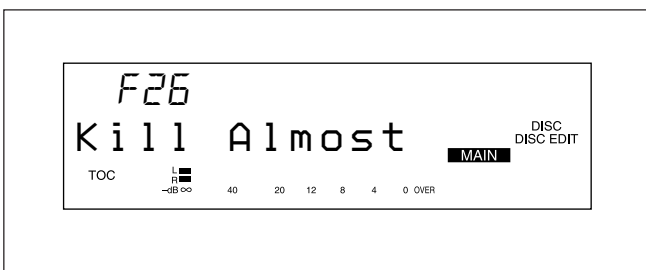 F26
Kill Almost
DISC
MAIN DISC EDIT
TOC L
R
-dB ∞ 40 20 12 8 4 0 OVER